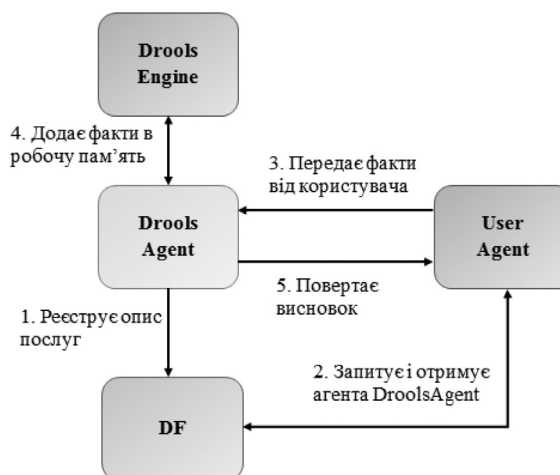 Drools
Engine
4. Додає факти в
робочу пам’ять
3. Передає факти
від користувача
Drools
Agent
User
Agent
5. Повертає
висновок
1. Реєструє опис
послуг
2. Запитує і отримує
агента DroolsAgent
DF